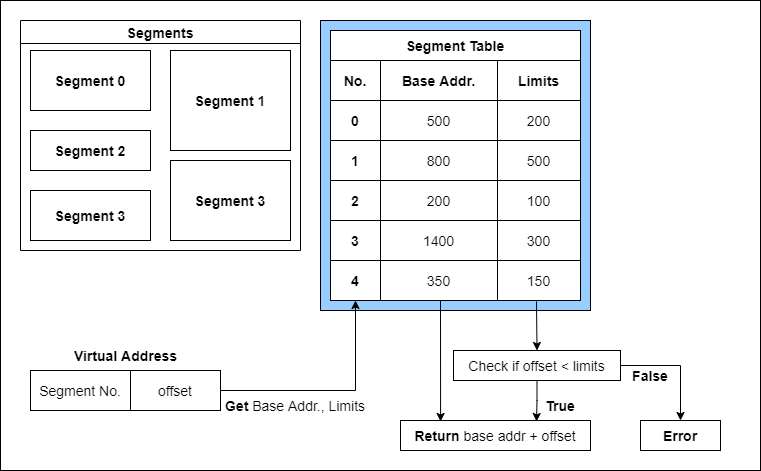 Segments
Segment 0
Segment 1
Segment 2
Segment 3
Segment 3
Segment Table
No. Base Addr. Limits
0 500 200
1 800 500
2 200 100
3 1400 300
4 350 150
Virtual Address
Segment No. offset
Get Base Addr., Limits
Check if offset < limits
False
True
Return base addr + offset
Error